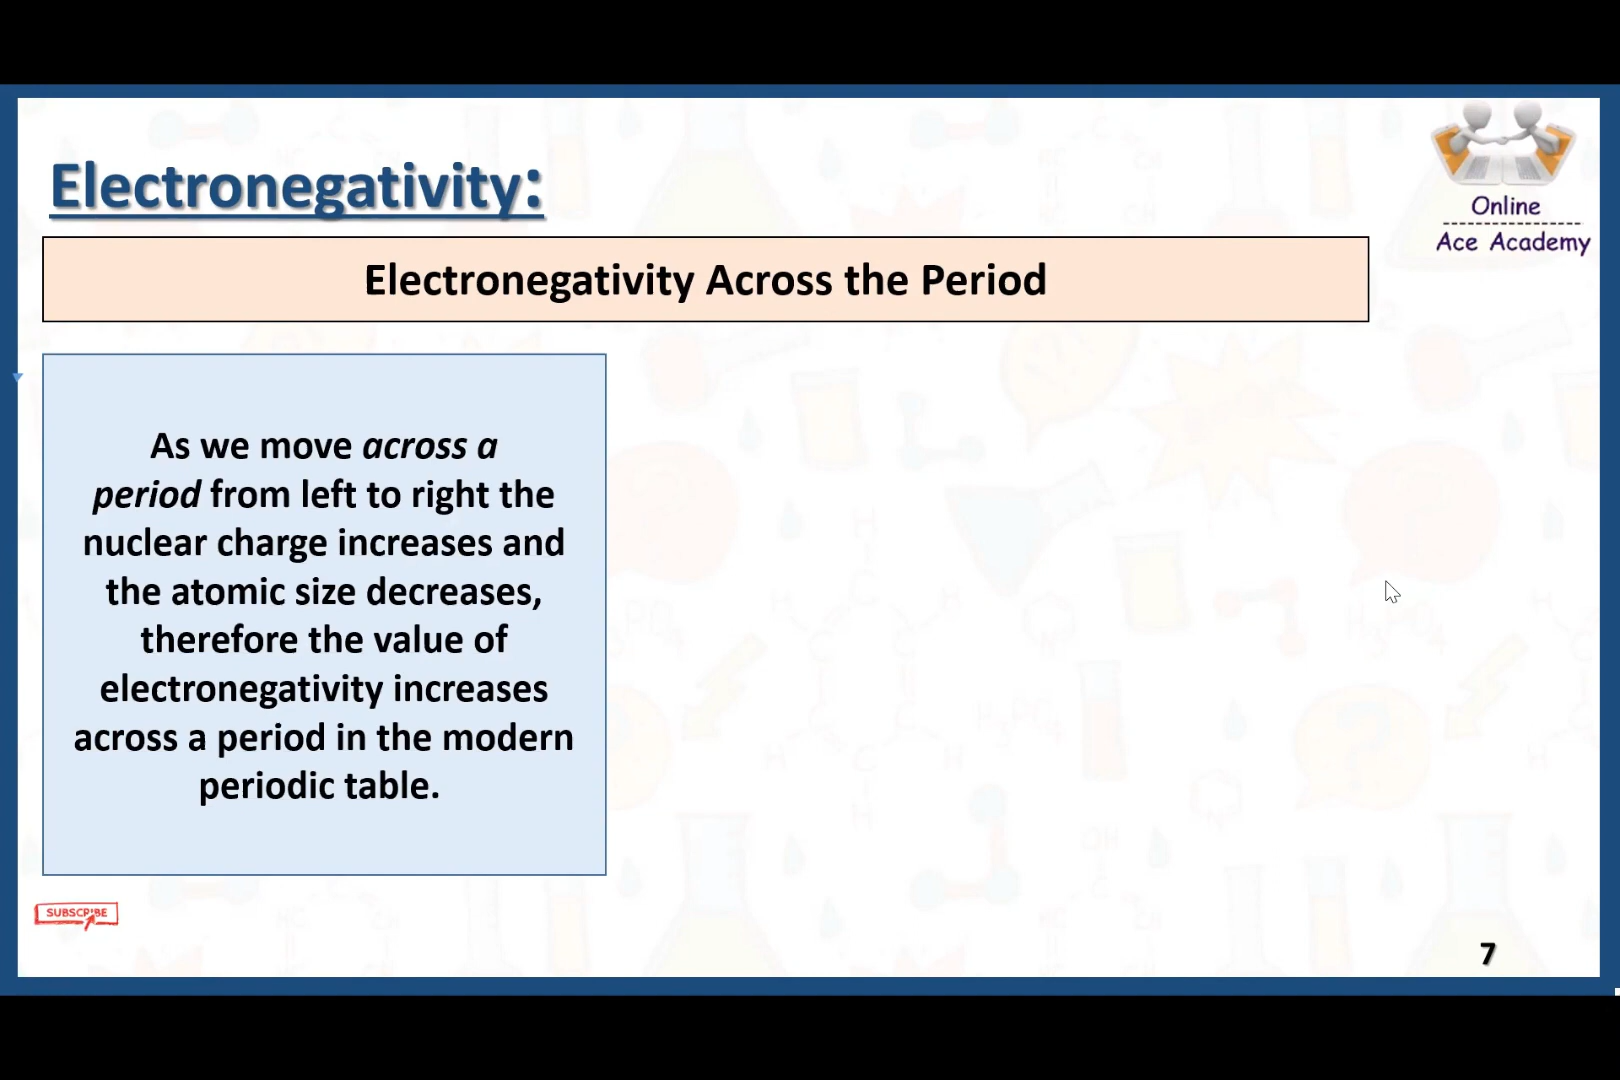 Electronegativity:
Online
Ace Academy
Electronegativity Across the Period
As we move across a
period from left to right the
nuclear charge increases and
the atomic size decreases,
therefore the value of
electronegativity increases
across a period in the modern
periodic table.
SUBSCRIBE
7